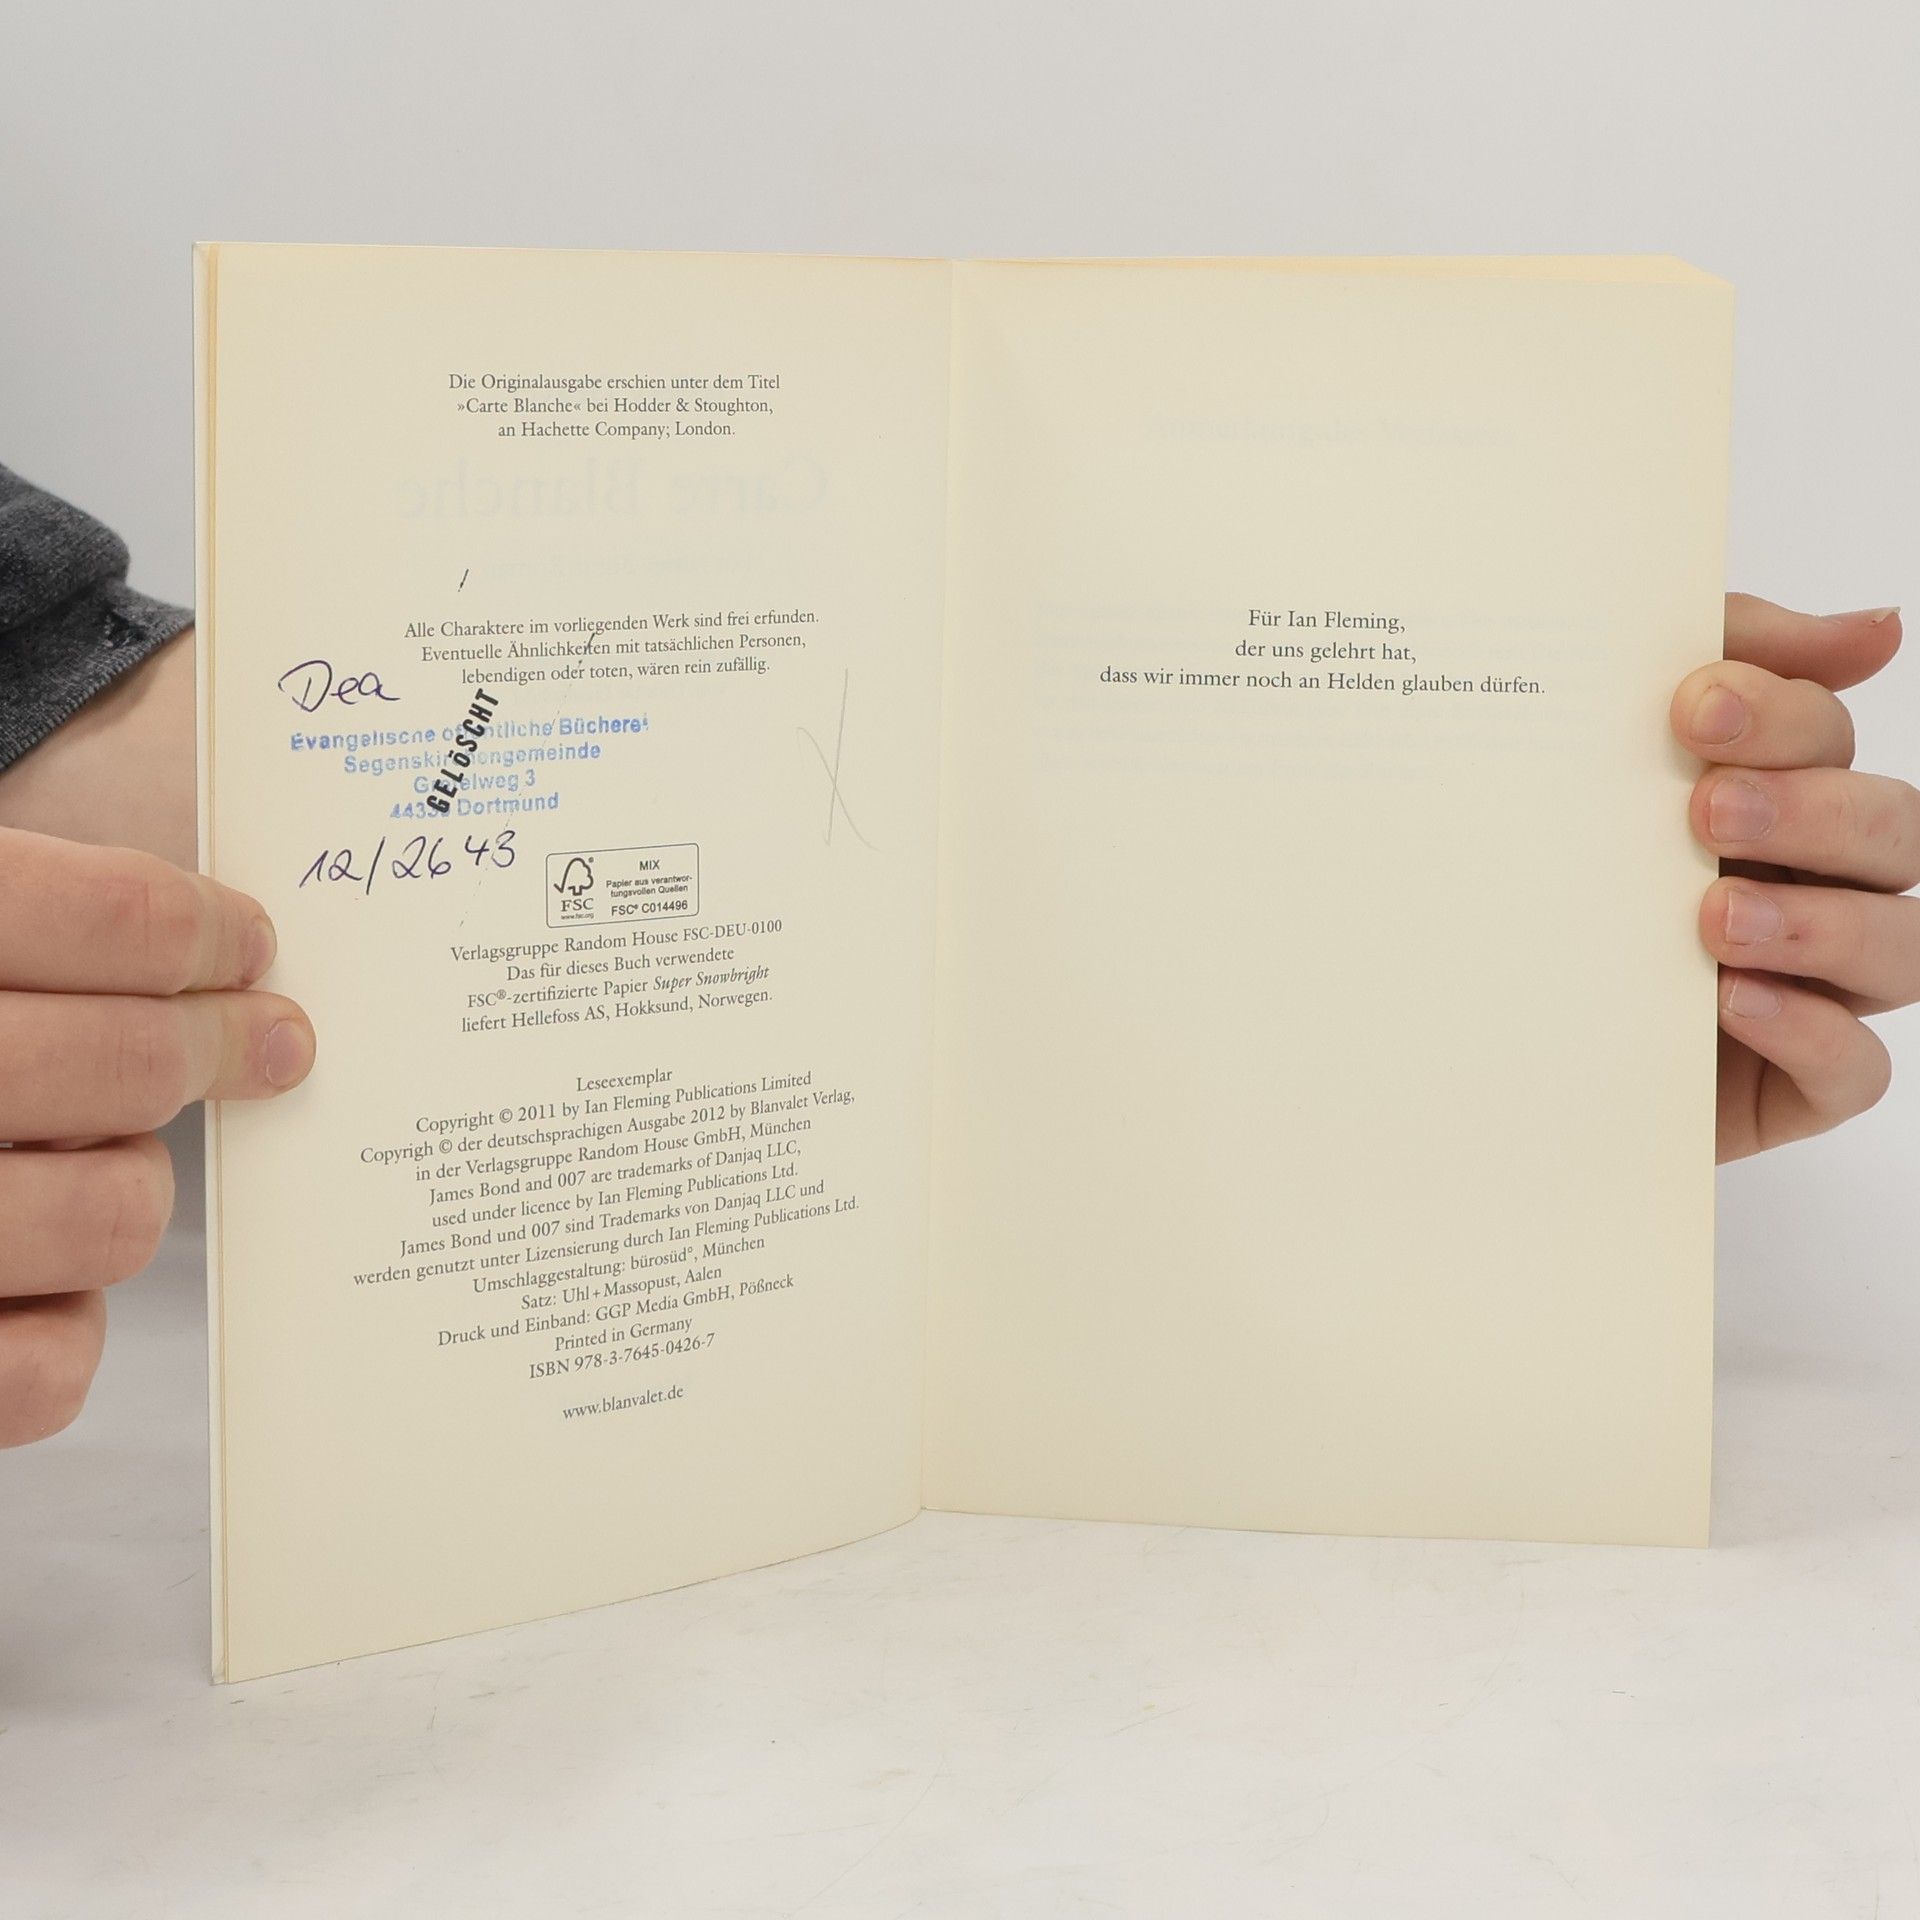 Die Originalausgabe erschien unter dem Titel
»Carte Blanche« bei Hodder & Stoughton,
an Hachette Company; London.
Alle Charaktere im vorliegenden Werk sind frei erfunden.
Eventuelle Ähnlichkeiten mit tatsächlichen Personen,
lebendigen oder toten, wären rein zufällig.
Dea
Evangelische öffentliche Bücherei
Segenskirchengemeinde
3
Dortmund
GELÖSCHT
12/2643
MIX
Papier aus verantwor-
tungsvollen Quellen
FSC® C014496
FSC
www.fsc.org
Verlagsgruppe Random House FSC-DEU-0100
Das für dieses Buch verwendete
FSC®-zertifizierte Papier Super Snowbright
liefert Hellefoss AS, Hokksund, Norwegen.
Leseexemplar
Copyright © 2011 by Ian Fleming Publications Limited
Copyrigh © der deutschsprachigen Ausgabe 2012 by Blanvalet Verlag,
in der Verlagsgruppe Random House GmbH, München
James Bond and 007 are trademarks of Danjaq LLC,
used under licence by Ian Fleming Publications Ltd.
James Bond und 007 sind Trademarks von Danjaq LLC und
werden genutzt unter Lizensierung durch Ian Fleming Publications Ltd.
Umschlaggestaltung: bürosüd°, München
Satz: Uhl + Massopust, Aalen
Druck und Einband: GGP Media GmbH, Pößneck
Printed in Germany
ISBN 978-3-7645-0426-7
www.blanvalet.de
Für Ian Fleming,
der uns gelehrt hat,
dass wir immer noch an Helden glauben dürfen.